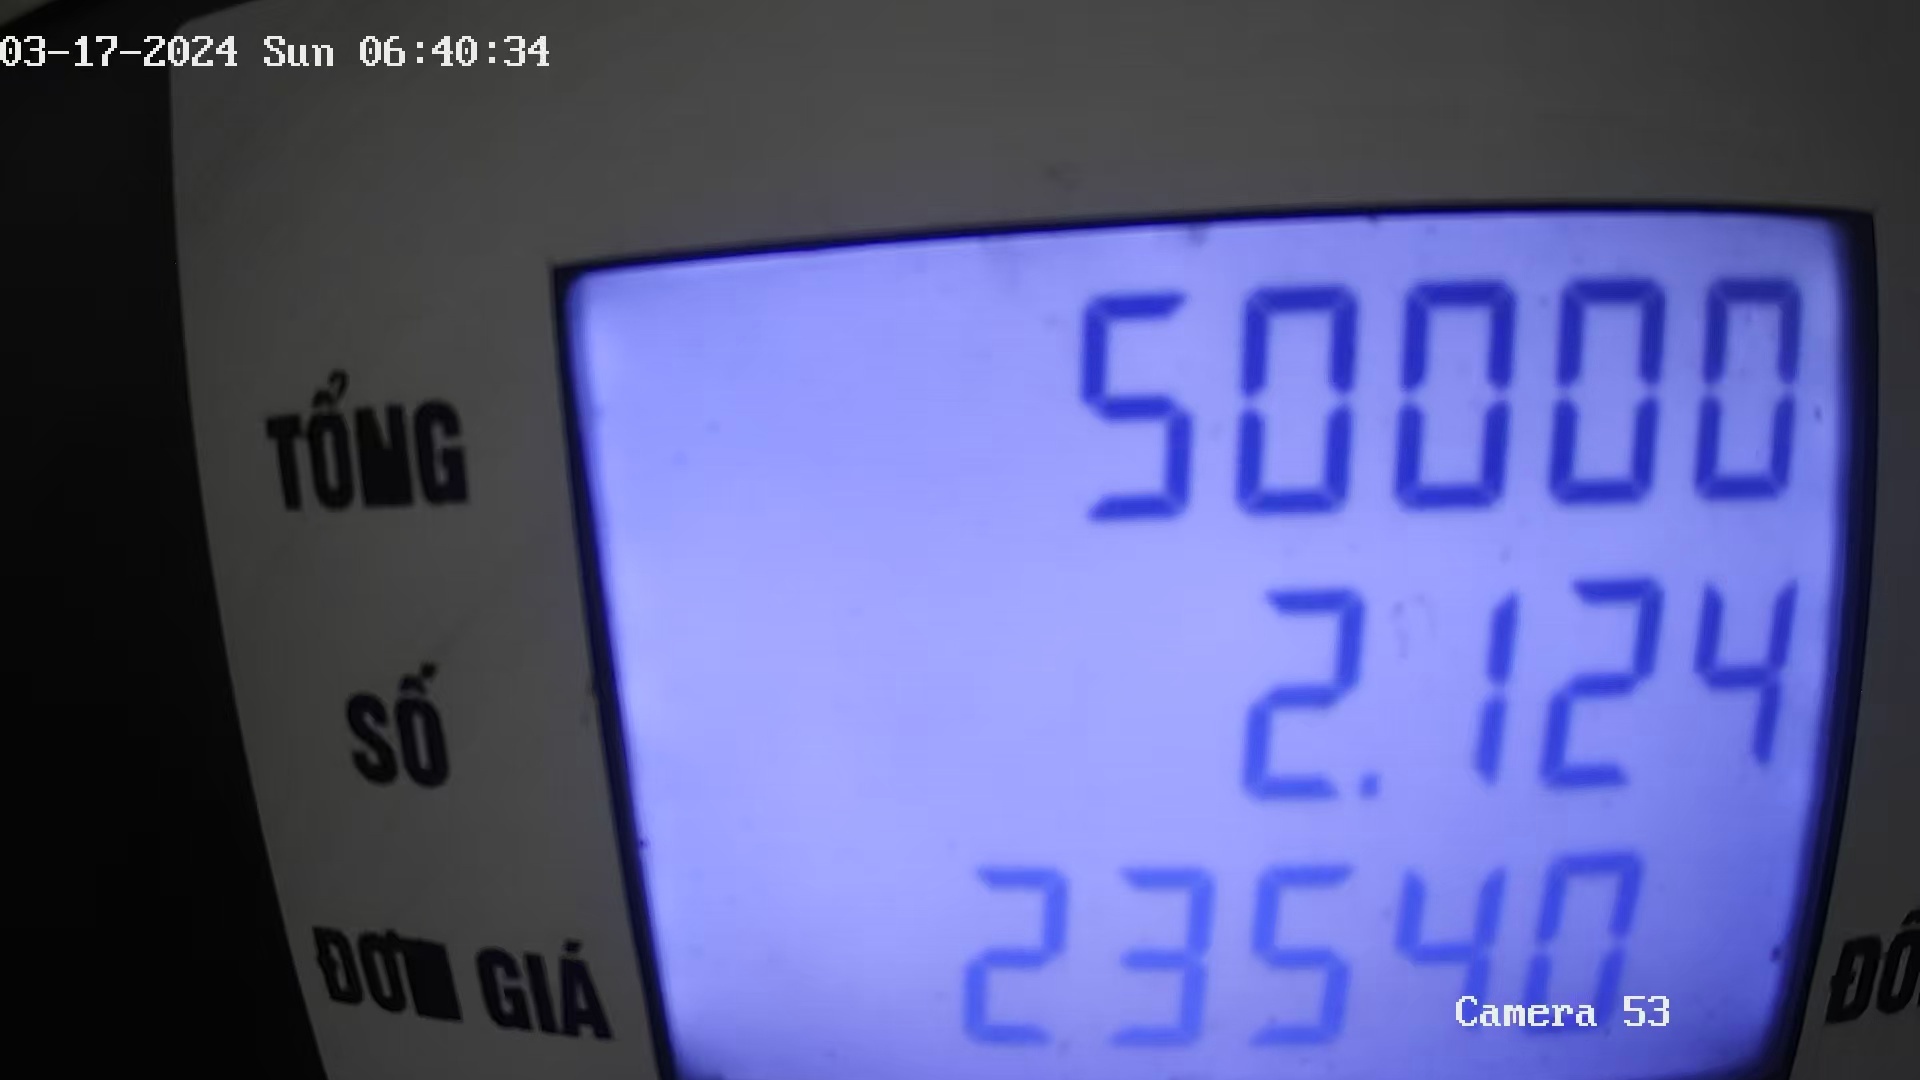 03-17-2024 Sun 06:40:34
TỔNG 50000
SỐ 2.124
ĐƠN GIÁ 23540
Camera 53